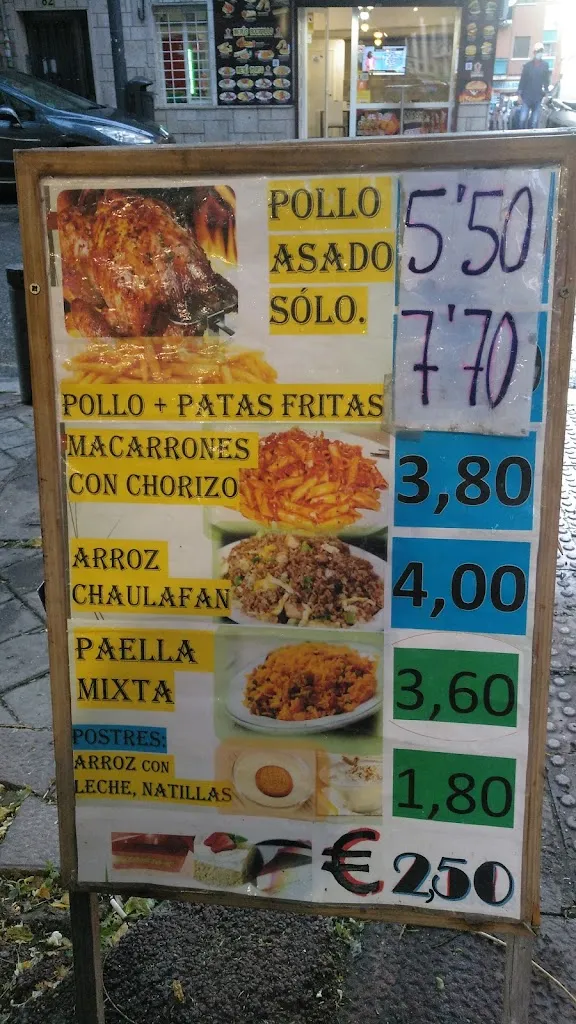 82
POLLO
ASADO
SÓLO.
5'50
7'70
POLLO + PATAS FRITAS
MACARRONES
CON CHORIZO
3,80
ARROZ
CHAULAFAN
4,00
PAELLA
MIXTA
3,60
POSTRES:
ARROZ CON
LECHE, NATILLAS
1,80
€ 2,50